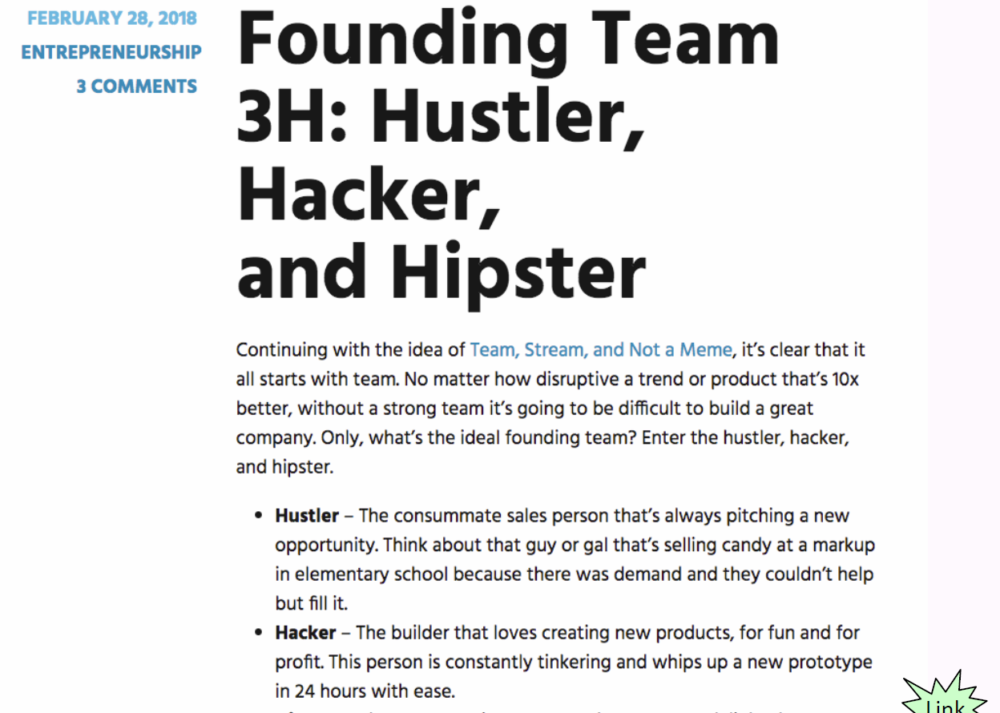 FEBRUARY 28, 2018
ENTREPRENEURSHIP
3 COMMENTS
Founding Team
3H: Hustler,
Hacker,
and Hipster
Continuing with the idea of Team, Stream, and Not a Meme, it’s clear that it
all starts with team. No matter how disruptive a trend or product that’s 10x
better, without a strong team it’s going to be difficult to build a great
company. Only, what’s the ideal founding team? Enter the hustler, hacker,
and hipster.
• Hustler – The consummate sales person that’s always pitching a new
opportunity. Think about that guy or gal that’s selling candy at a markup
in elementary school because there was demand and they couldn’t help
but fill it.
• Hacker – The builder that loves creating new products, for fun and for
profit. This person is constantly tinkering and whips up a new prototype
in 24 hours with ease.
Link